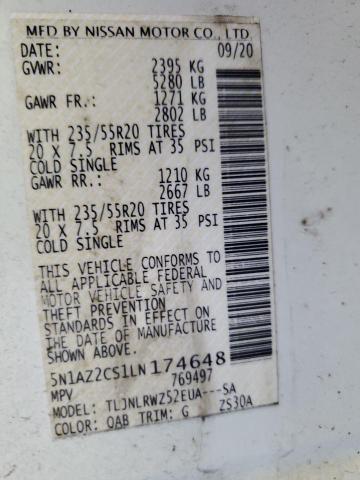 MFD BY NISSAN MOTOR CO., LTD.
DATE: 09/20
GVWR: 2395 KG
5280 LB
GAWR FR.: 1271 KG
2802 LB
WITH 235/55R20 TIRES
20 X 7.5 RIMS AT 35 PSI
COLD SINGLE
GAWR RR.: 1210 KG
2667 LB
WITH 235/55R20 TIRES
20 X 7.5 RIMS AT 35 PSI
COLD SINGLE
THIS VEHICLE CONFORMS TO
ALL APPLICABLE FEDERAL
MOTOR VEHICLE SAFETY AND
THEFT PREVENTION
STANDARDS IN EFFECT ON
THE DATE OF MANUFACTURE
SHOWN ABOVE.
5N1AZ2CS1LN174648
MPV 769497
MODEL: TLJNLRWZ52EUA---SA
COLOR: QAB TRIM: G ZS30A